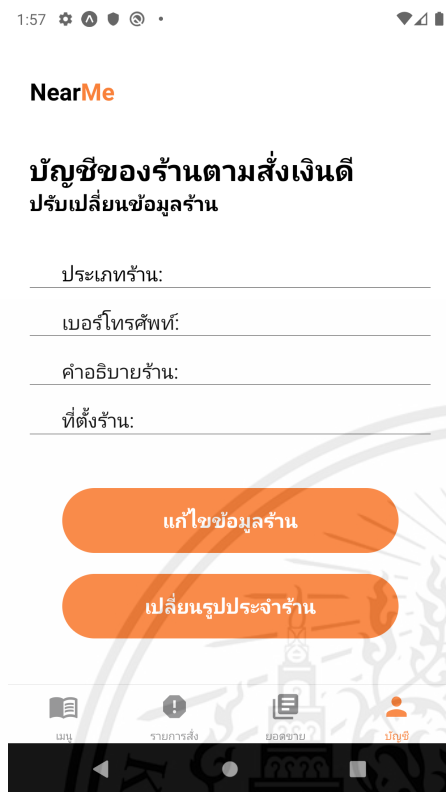 1:57
NearMe
บัญชีของร้านตามสั่งเงินดี
ปรับเปลี่ยนข้อมูลร้าน
ประเภทร้าน:
เบอร์โทรศัพท์:
คำอธิบายร้าน:
ที่ตั้งร้าน:
แก้ไขข้อมูลร้าน
เปลี่ยนรูปประจำร้าน
เมนู
รายการสั่ง
ยอดขาย
บัญชี